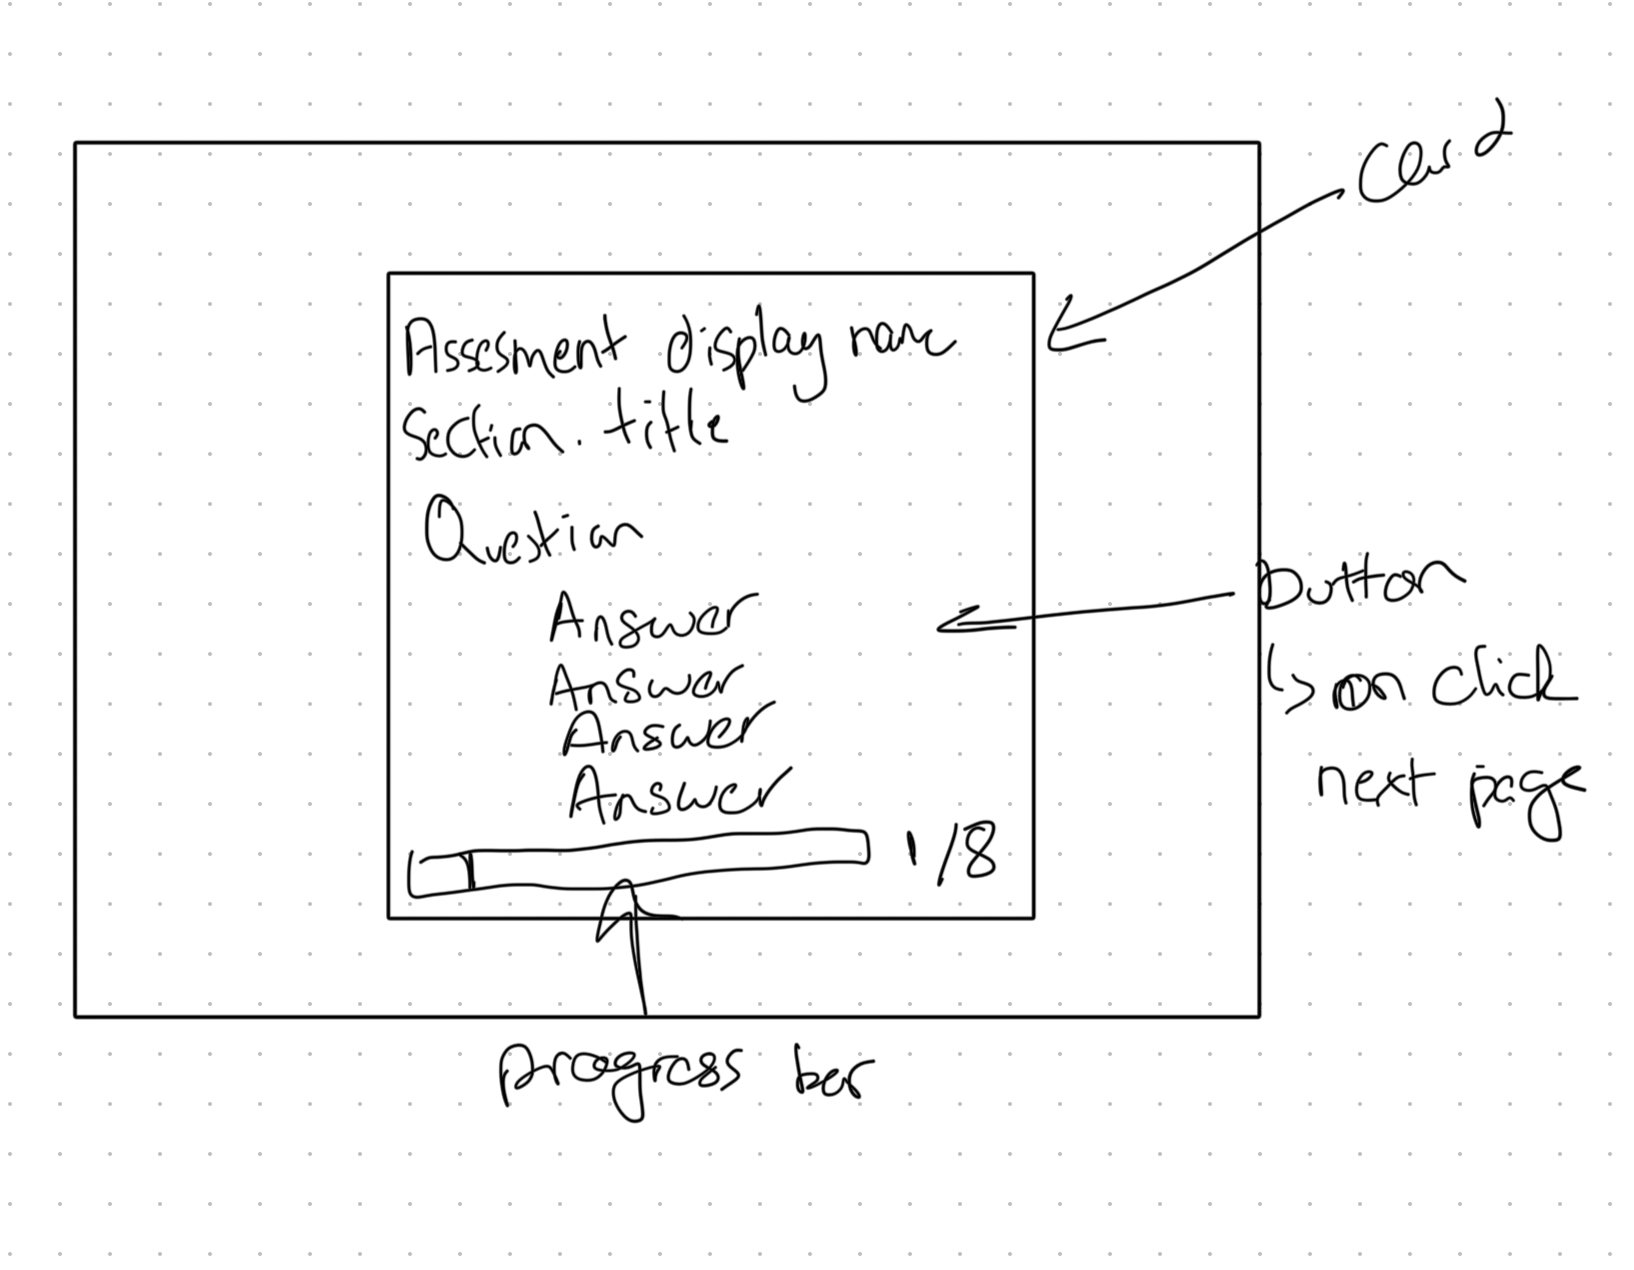 Card
Assesment display name
Section. title
Question
Answer
Answer
Answer
Answer
1/8
button
on click
next page
progress bar